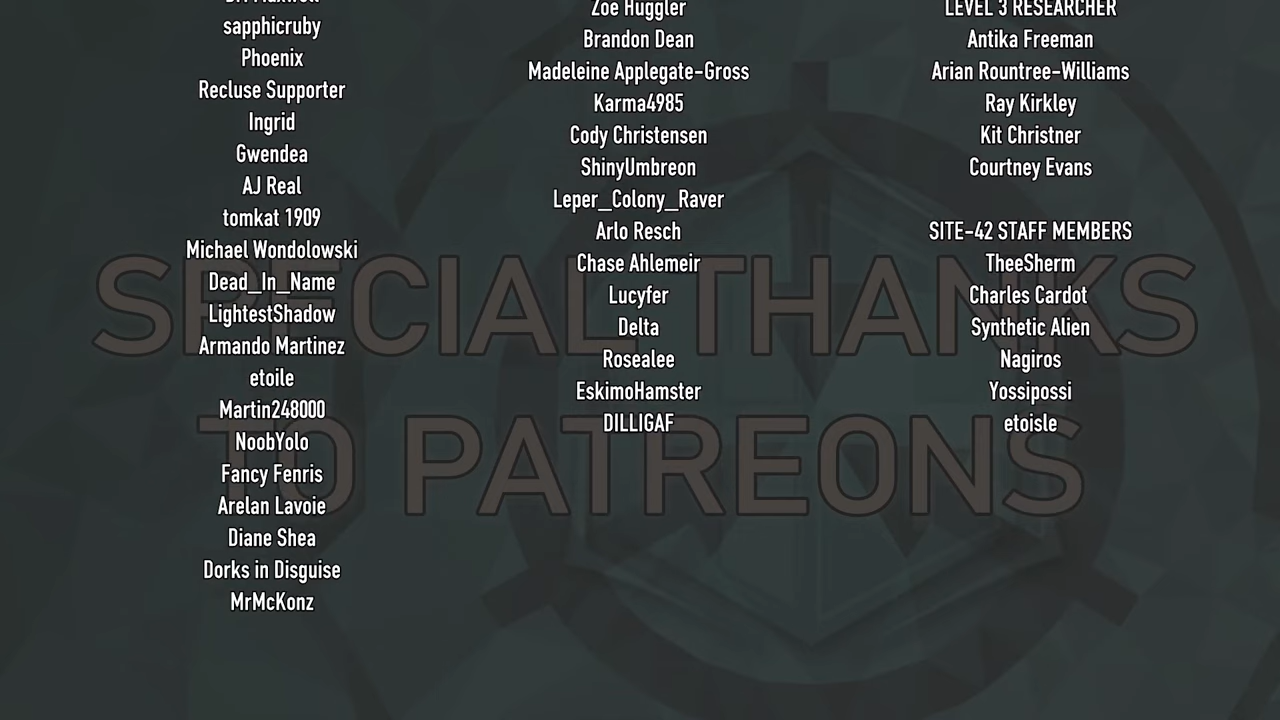 sapphicruby
Phoenix
Recluse Supporter
Ingrid
Gwendea
AJ Real
tomkat 1909
Michael Wondolowski
Dead_In_Name
LightestShadow
Armando Martinez
etoile
Martin248000
NoobYolo
Fancy Fenris
Arelan Lavoie
Diane Shea
Dorks in Disguise
MrMcKonz
Zoe Huggler
Brandon Dean
Madeleine Applegate-Gross
Karma4985
Cody Christensen
ShinyUmbreon
Leper_Colony_Raver
Arlo Resch
Chase Ahlemeir
Lucyfer
Delta
Rosealee
EskimoHamster
DILLIGAF
LEVEL 3 RESEARCHER
Antika Freeman
Arian Rountree-Williams
Ray Kirkley
Kit Christner
Courtney Evans
SITE-42 STAFF MEMBERS
TheeSherm
Charles Cardot
Synthetic Alien
Nagiros
Yossipossi
etoisle
SPECIAL THANKS
TO PATREONS